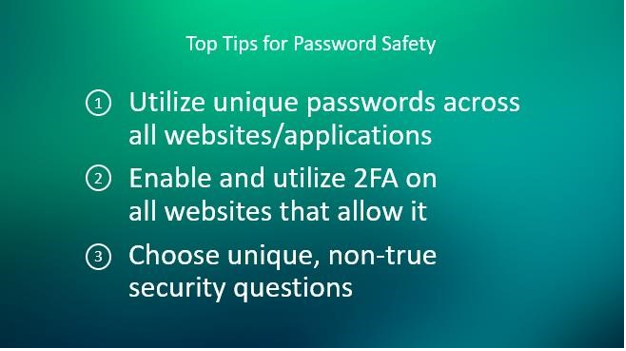 Top Tips for Password Safety
1 Utilize unique passwords across
all websites/applications
2 Enable and utilize 2FA on
all websites that allow it
3 Choose unique, non-true
security questions